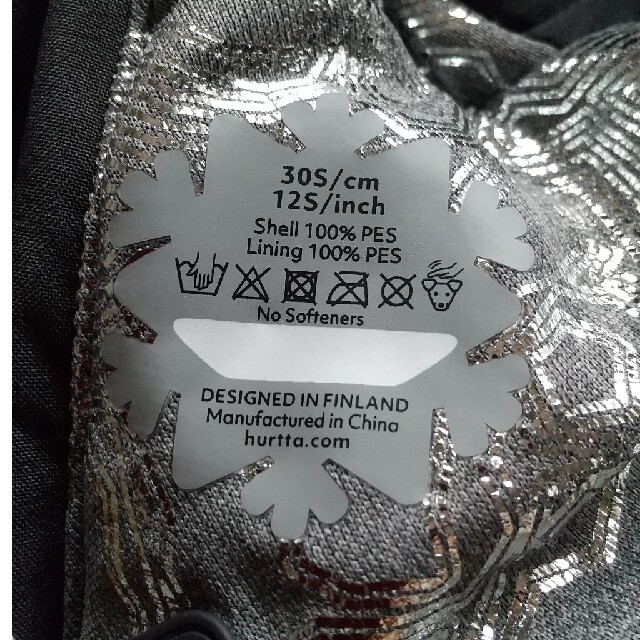 30S/cm
12S/inch
Shell 100% PES
Lining 100% PES
No Softeners
DESIGNED IN FINLAND
Manufactured in China
hurtta.com